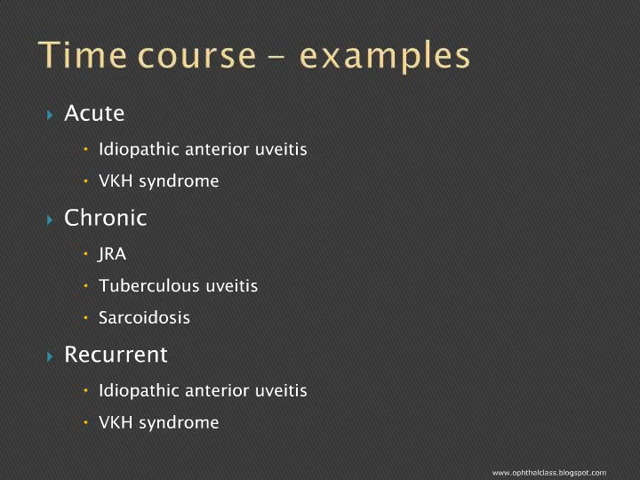 Time course – examples
Acute
Idiopathic anterior uveitis
VKH syndrome
Chronic
JRA
Tuberculous uveitis
Sarcoidosis
Recurrent
Idiopathic anterior uveitis
VKH syndrome
www.ophthalclass.blogspot.com